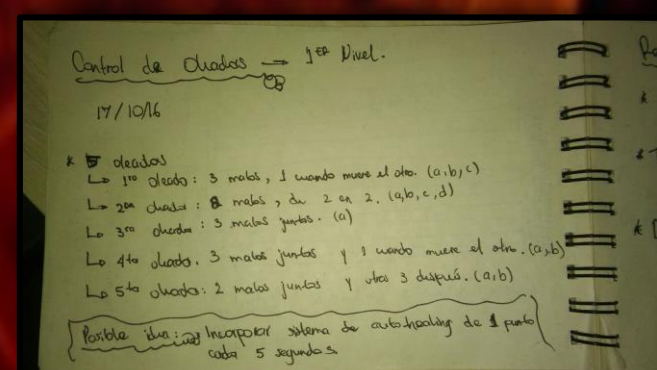 Control de Oleadas → 1ER Nivel.
17/10/16
* 5 oleadas
↳ 1ra oleada: 3 malos, 1 cuando muere el otro. (a,b,c)
↳ 2da oleada: 8 malos, de 2 en 2. (a,b,c,d)
↳ 3ra oleada: 3 malos juntos. (a)
↳ 4ta oleada: 3 malos juntos y 1 cuando muere el otro. (a,b)
↳ 5ta oleada: 2 malos juntos y otros 3 después. (a,b)
Posible idea: Incorporar sistema de autohealing de 1 punto
cada 5 segundos